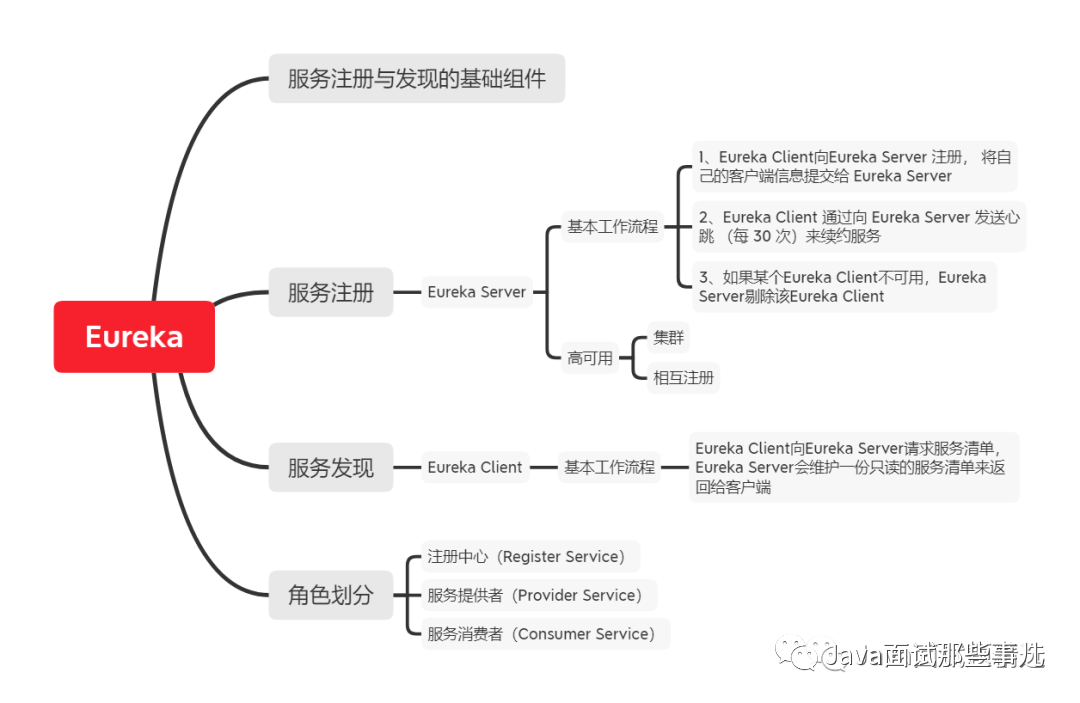 服务注册与发现的基础组件
1、Eureka Client向Eureka Server 注册， 将自
己的客户端信息提交给 Eureka Server
基本工作流程
2、Eureka Client 通过向 Eureka Server 发送心
跳 （每 30 次）来续约服务
3、如果某个Eureka Client不可用，Eureka
Server剔除该Eureka Client
服务注册
Eureka Server
高可用
集群
相互注册
Eureka
服务发现
Eureka Client
基本工作流程
Eureka Client向Eureka Server请求服务清单，
Eureka Server会维护一份只读的服务清单来返
回给客户端
角色划分
注册中心（Register Service）
服务提供者（Provider Service）
服务消费者（Consumer Service）
Java面试那些事儿